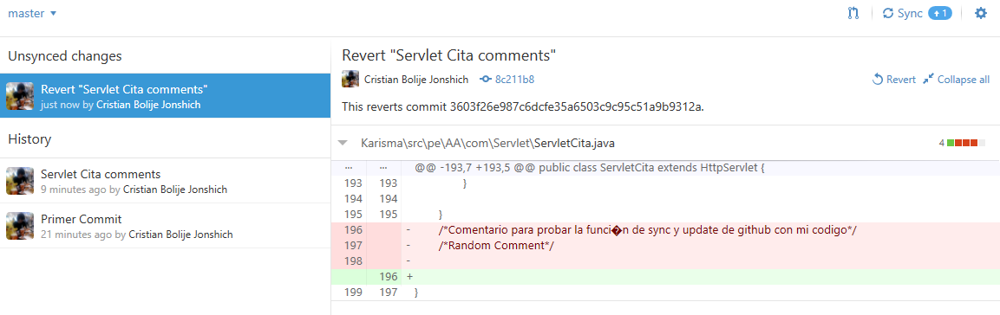 master
Sync 1
Unsynced changes
Revert "Servlet Cita comments"
just now by Cristian Bolije Jonshich
History
Servlet Cita comments
9 minutes ago by Cristian Bolije Jonshich
Primer Commit
21 minutes ago by Cristian Bolije Jonshich
Revert "Servlet Cita comments"
Cristian Bolije Jonshich 8c211b8 Revert Collapse all
This reverts commit 3603f26e987c6dcfe35a6503c9c95c51a9b9312a.
Karisma\src\pe\AA\com\Servlet\ServletCita.java 4
... ... @@ -193,7 +193,5 @@ public class ServletCita extends HttpServlet {
193 193 }
194 194
195 195 }
196 - /*Comentario para probar la funci�n de sync y update de github con mi codigo*/
197 - /*Random Comment*/
198 -
196 +
199 197 }